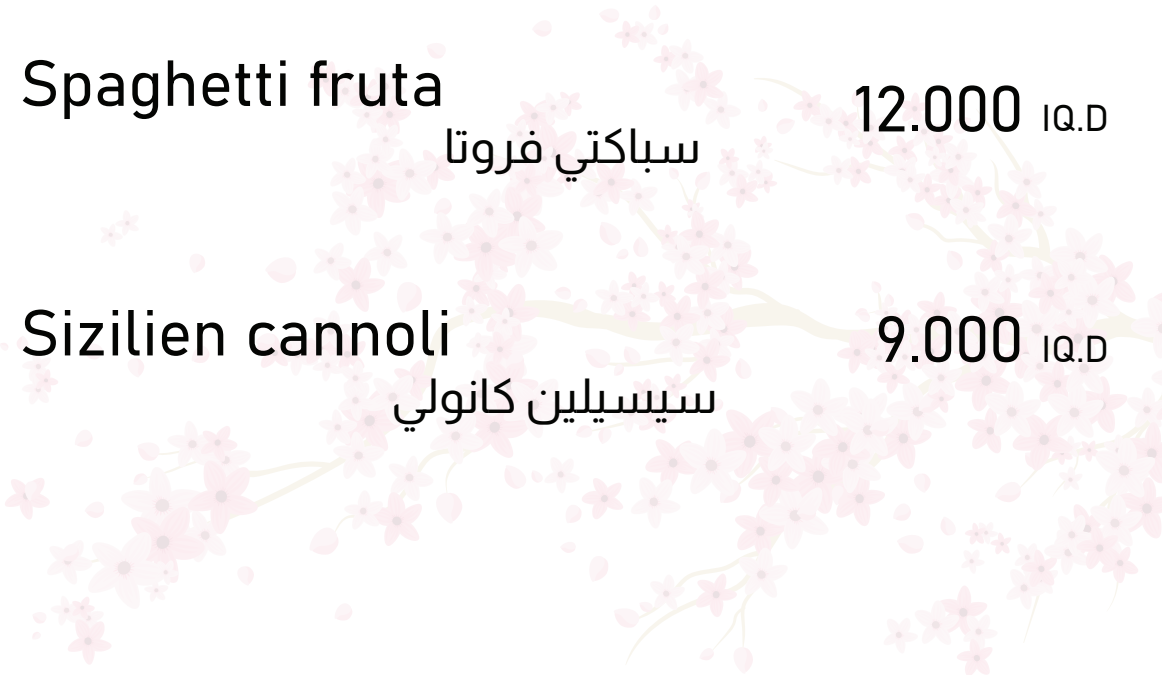 Spaghetti fruta
12.000 IQ.D
سباكتي فروتا
Sizilien cannoli
9.000 IQ.D
سيسيلين كانولي